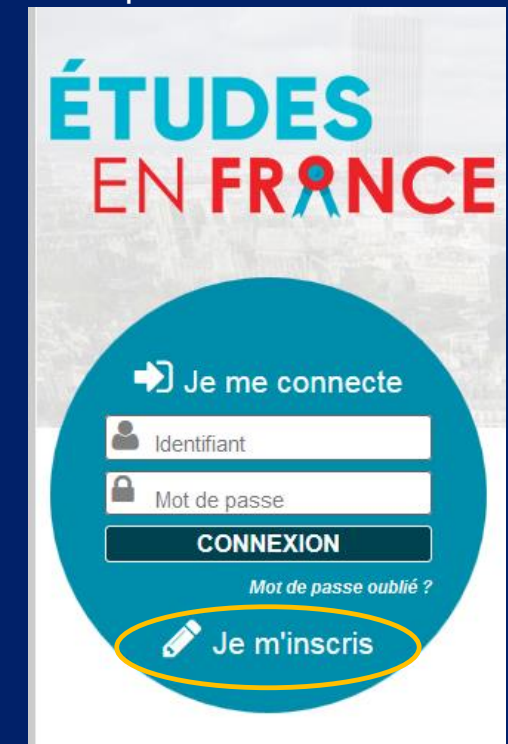 ÉTUDES
EN FRANCE
Je me connecte
Identifiant
Mot de passe
CONNEXION
Mot de passe oublié ?
Je m'inscris